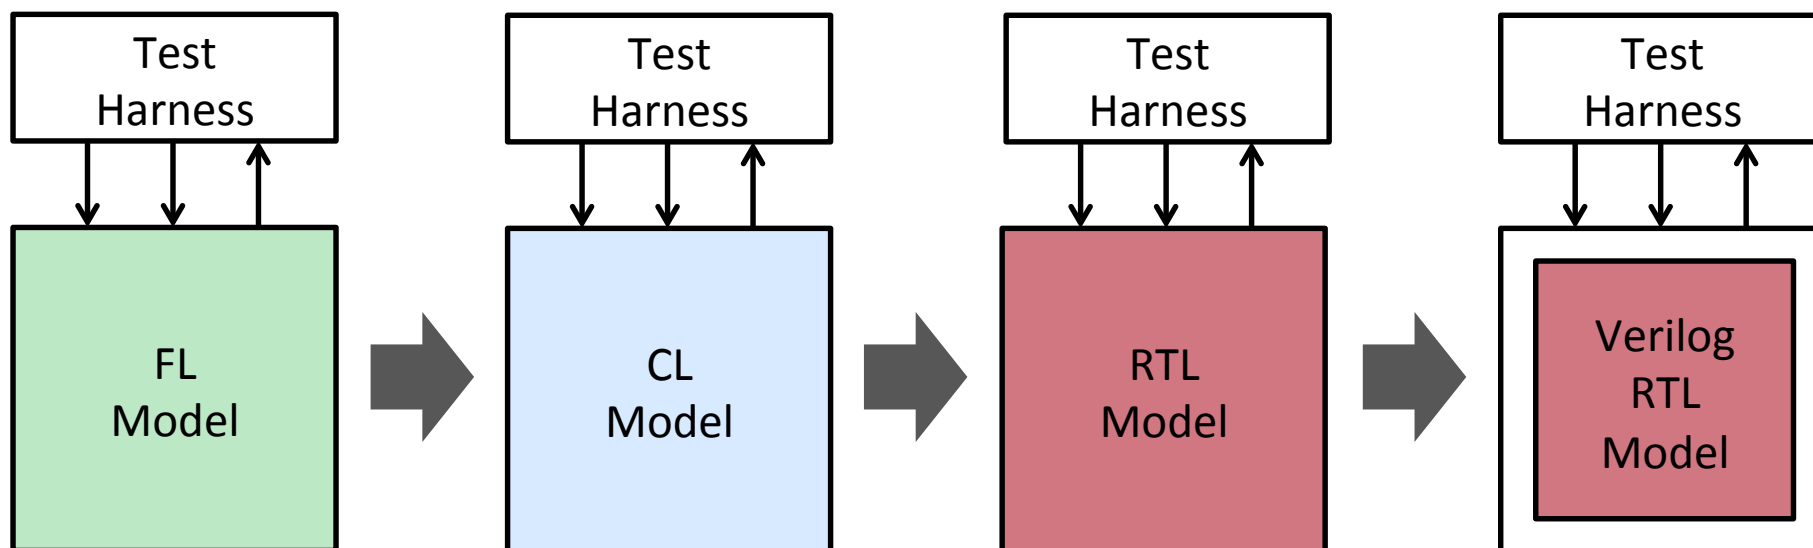 Test
Harness
Test
Harness
Test
Harness
Test
Harness
FL
Model
CL
Model
RTL
Model
Verilog
RTL
Model